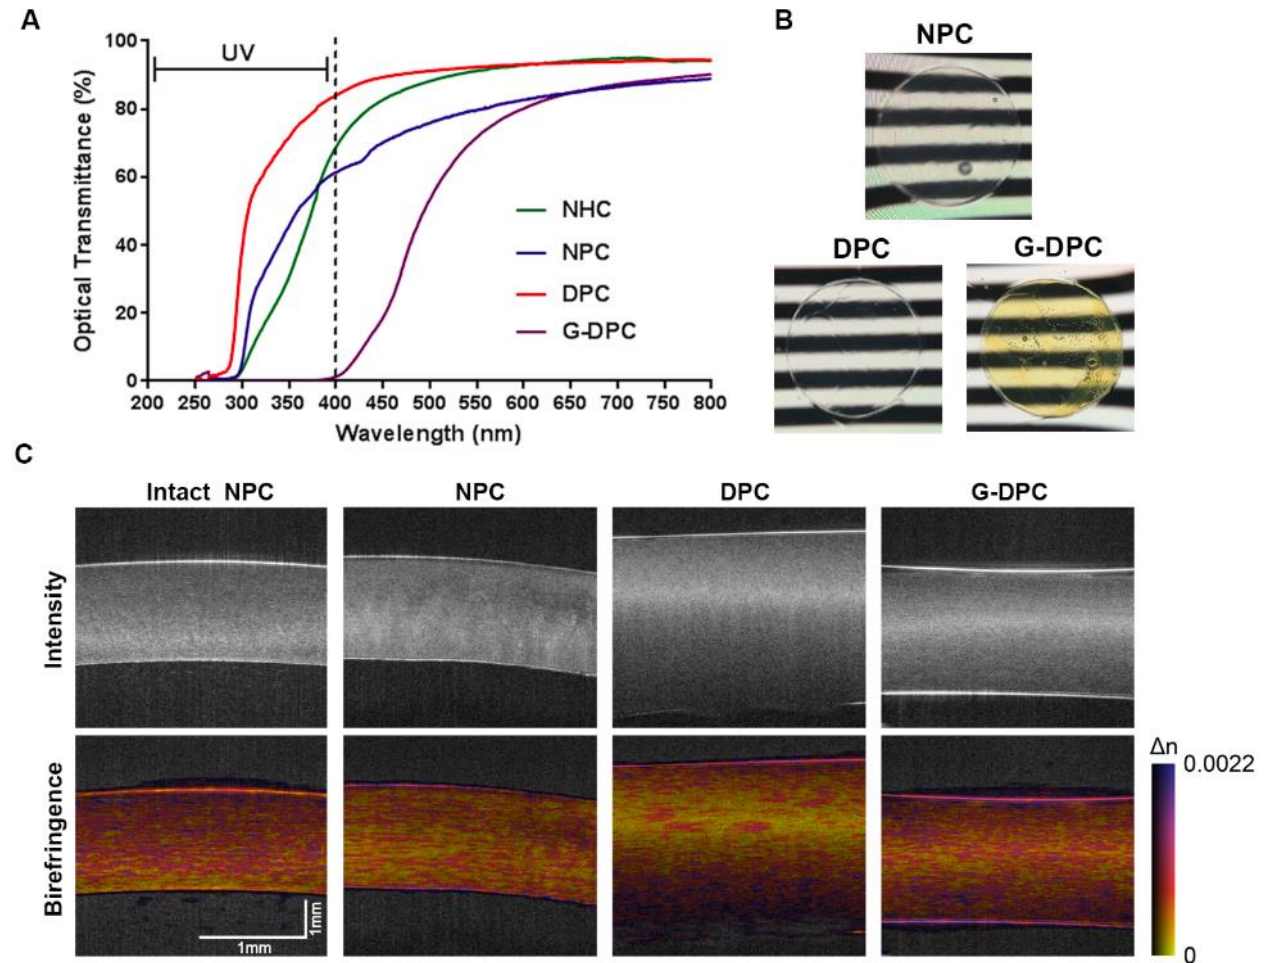 A
Optical Transmittance (%)
100
80
60
40
20
0
UV
NHC
NPC
DPC
G-DPC
200 250 300 350 400 450 500 550 600 650 700 750 800
Wavelength (nm)
B
NPC
DPC G-DPC
C
Intact NPC NPC DPC G-DPC
Intensity
Birefringence
1mm
1mm
Δn
0.0022
0